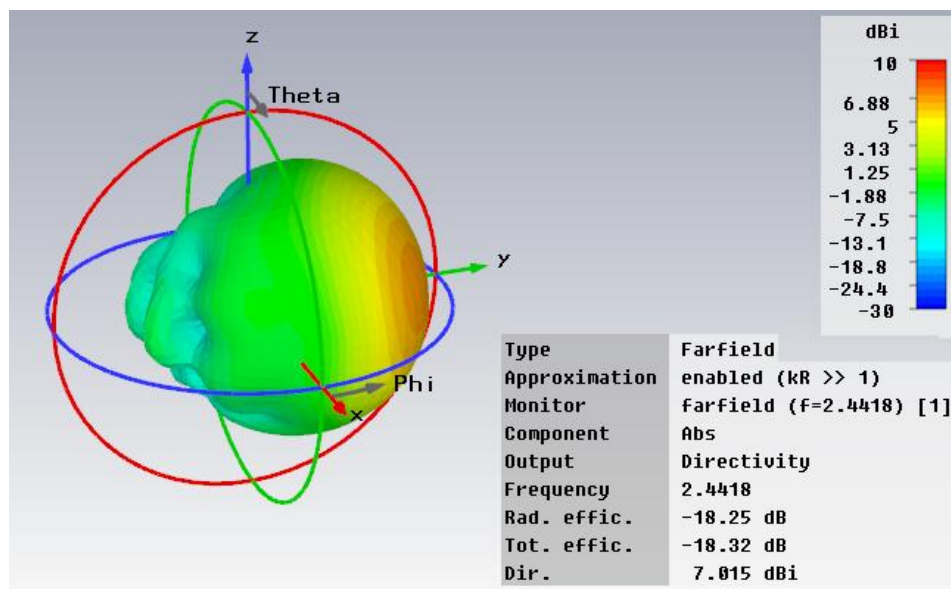 z
Theta
y
Phi
x
dBi
10
6.88
5
3.13
1.25
-1.88
-7.5
-13.1
-18.8
-24.4
-30
Type Farfield
Approximation enabled (kR >> 1)
Monitor farfield (f=2.4418) [1]
Component Abs
Output Directivity
Frequency 2.4418
Rad. effic. -18.25 dB
Tot. effic. -18.32 dB
Dir. 7.015 dBi